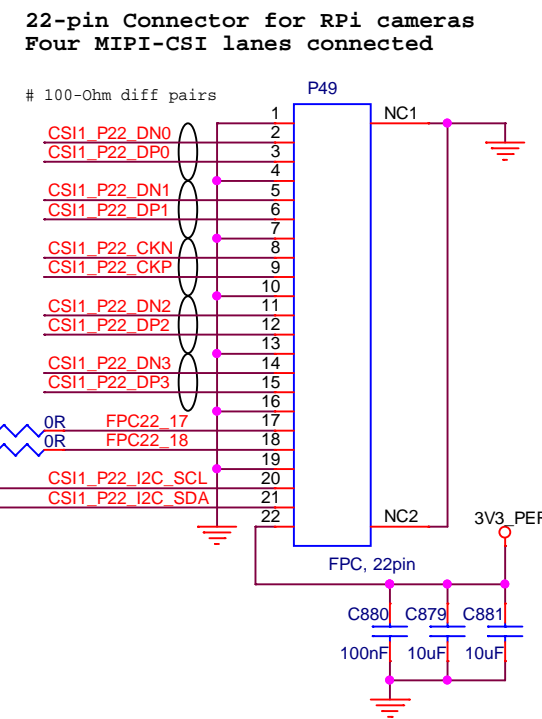 22-pin Connector for RPi cameras
Four MIPI-CSI lanes connected
# 100-Ohm diff pairs
P49
1 NC1
CSI1_P22_DN0 2
CSI1_P22_DP0 3
4
CSI1_P22_DN1 5
CSI1_P22_DP1 6
7
CSI1_P22_CKN 8
CSI1_P22_CKP 9
10
CSI1_P22_DN2 11
CSI1_P22_DP2 12
13
CSI1_P22_DN3 14
CSI1_P22_DP3 15
16
0R FPC22_17 17
0R FPC22_18 18
19
CSI1_P22_I2C_SCL 20
CSI1_P22_I2C_SDA 21
22 NC2
FPC, 22pin
C880 C879 C881
100nF 10uF 10uF